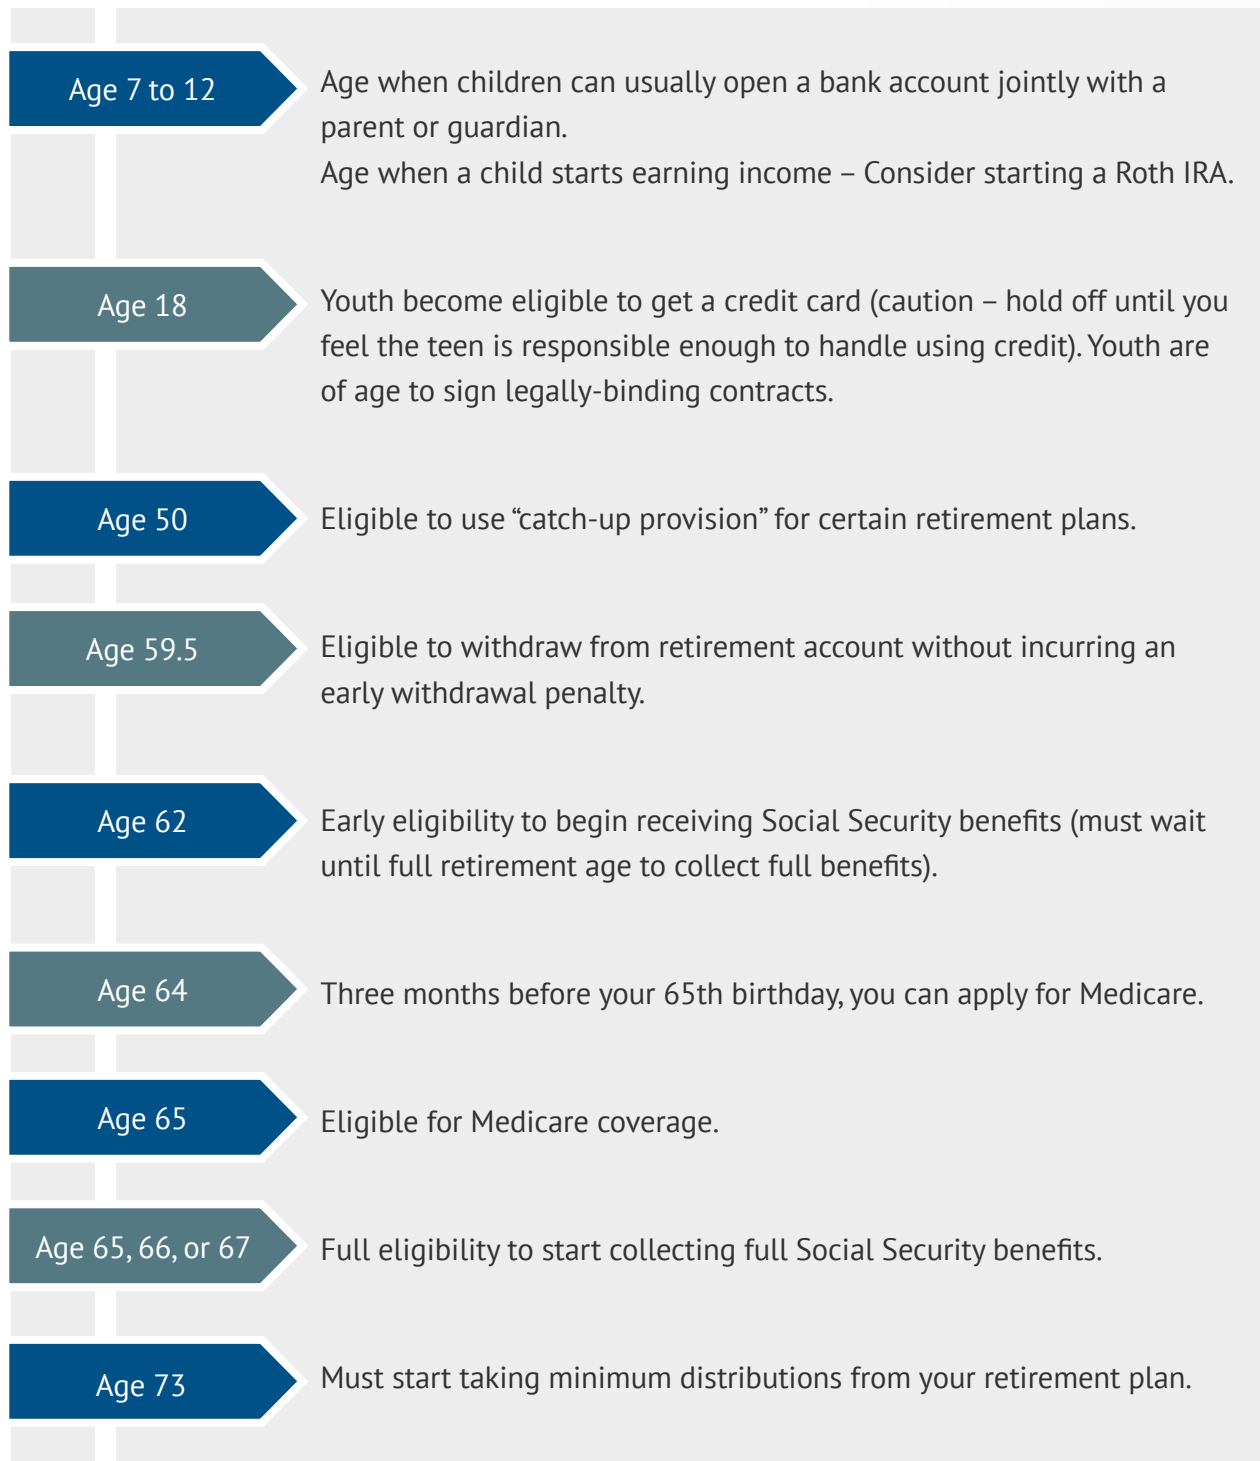 Age 7 to 12
Age when children can usually open a bank account jointly with a
parent or guardian.
Age when a child starts earning income – Consider starting a Roth IRA.
Age 18
Youth become eligible to get a credit card (caution – hold off until you
feel the teen is responsible enough to handle using credit). Youth are
of age to sign legally-binding contracts.
Age 50
Eligible to use “catch-up provision” for certain retirement plans.
Age 59.5
Eligible to withdraw from retirement account without incurring an
early withdrawal penalty.
Age 62
Early eligibility to begin receiving Social Security benefits (must wait
until full retirement age to collect full benefits).
Age 64
Three months before your 65th birthday, you can apply for Medicare.
Age 65
Eligible for Medicare coverage.
Age 65, 66, or 67
Full eligibility to start collecting full Social Security benefits.
Age 73
Must start taking minimum distributions from your retirement plan.